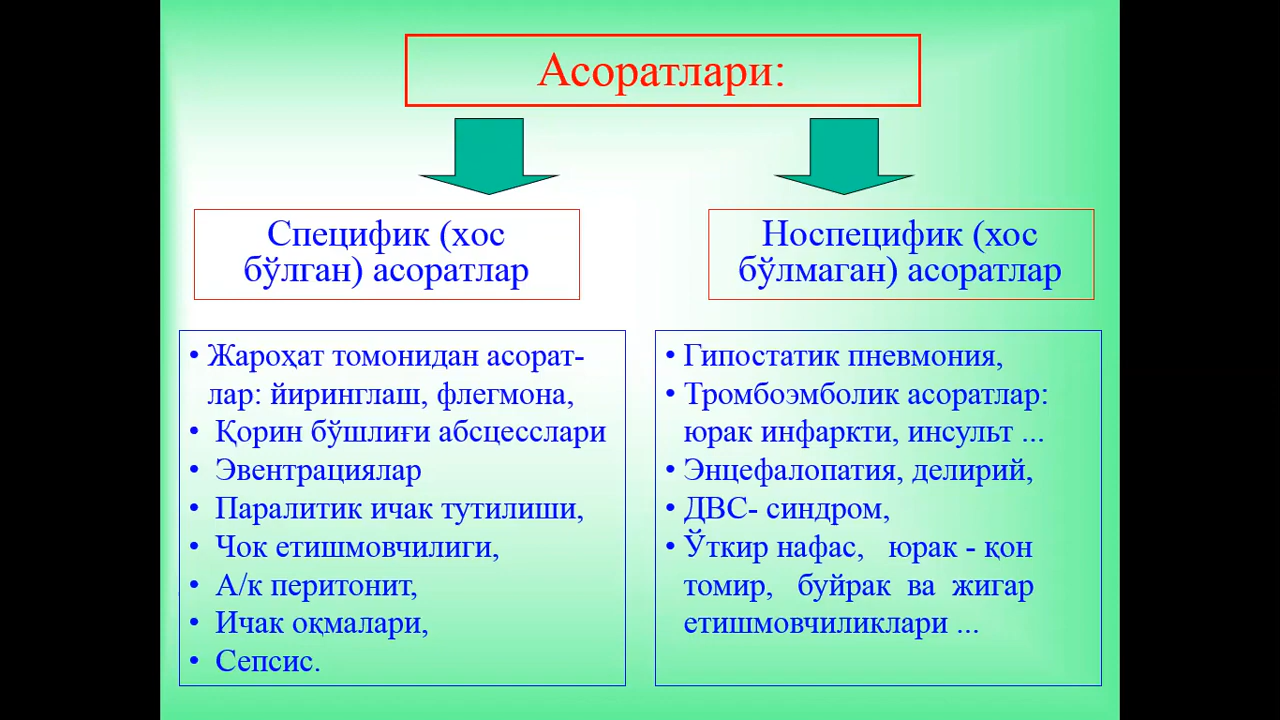 Асоратлари:
Специфик (хос
бўлган) асоратлар
Носпецифик (хос
бўлмаган) асоратлар
• Жароҳат томонидан асорат-
лар: йиринглаш, флегмона,
• Қорин бўшлиғи абсцесслари
• Эвентрациялар
• Паралитик ичак тутилиши,
• Чок етишмовчилиги,
• А/к перитонит,
• Ичак оқмалари,
• Сепсис.
• Гипостатик пневмония,
• Тромбоэмболик асоратлар:
юрак инфаркти, инсульт ...
• Энцефалопатия, делирий,
• ДВС- синдром,
• Ўткир нафас, юрак - қон
томир, буйрак ва жигар
етишмовчиликлари ...